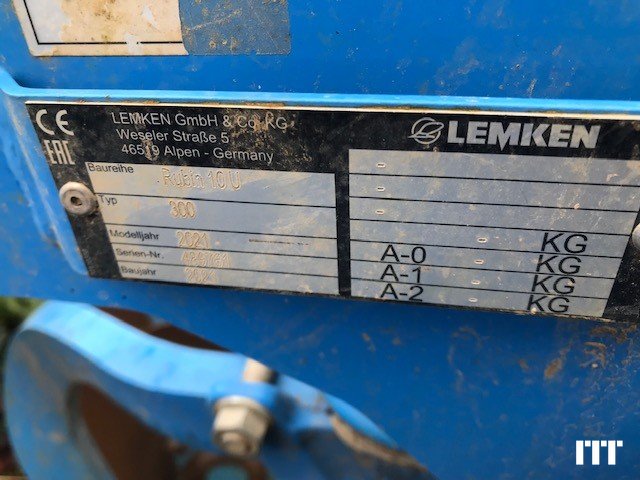 CE
EAC
LEMKEN GmbH & Co. KG
Weseler Straße 5
46519 Alpen - Germany
LEMKEN
Baureihe Rubin 10 U
Typ 300
Modelljahr 2021
Serien-Nr.
Baujahr 2021
-
-
-
- KG
A-0 - KG
A-1 - KG
A-2 - KG
ITT